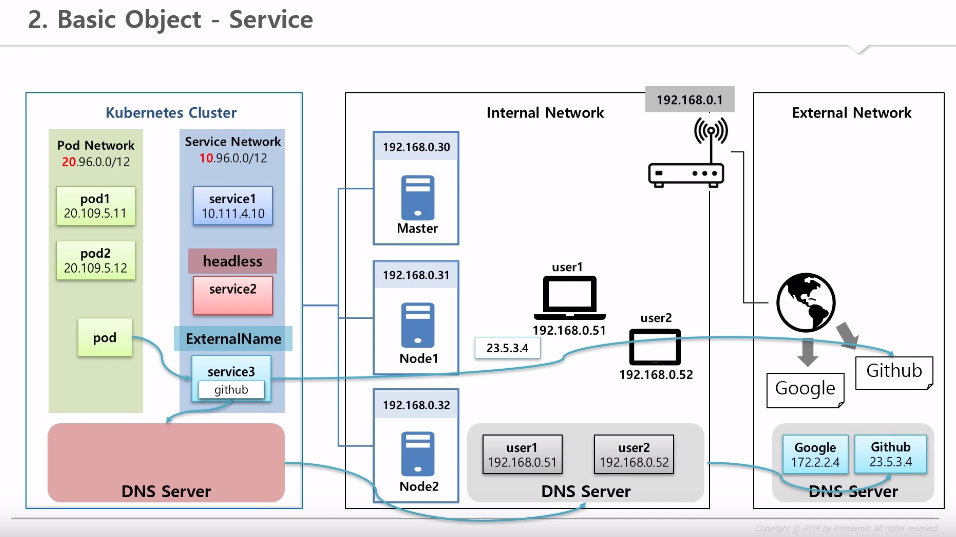 2. Basic Object - Service
Kubernetes Cluster
Pod Network
20.96.0.0/12
pod1
20.109.5.11
pod2
20.109.5.12
pod
Service Network
10.96.0.0/12
service1
10.111.4.10
headless
service2
ExternalName
service3
github
DNS Server
Internal Network
192.168.0.1
192.168.0.30
Master
192.168.0.31
Node1
192.168.0.32
Node2
user1
192.168.0.51
user2
192.168.0.52
23.5.3.4
user1
192.168.0.51
user2
192.168.0.52
DNS Server
External Network
Google
Github
Google
172.2.2.4
Github
23.5.3.4
DNS Server
Copyright ⓒ 2019 by Kimtaemin All rights reserved.